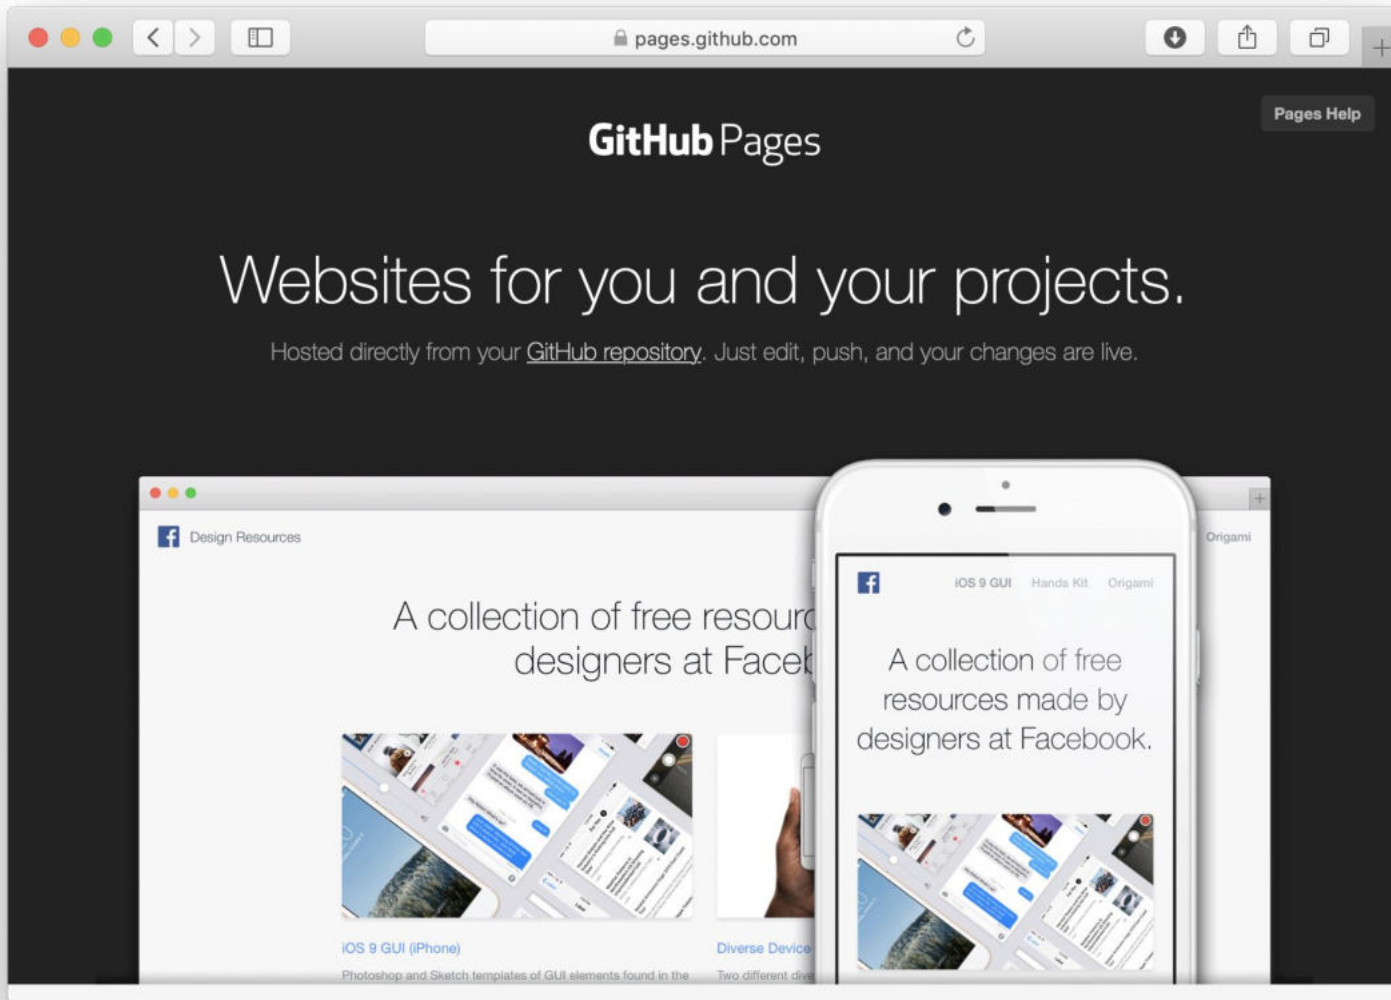 pages.github.com
Pages Help
GitHub Pages
Websites for you and your projects.
Hosted directly from your GitHub repository. Just edit, push, and your changes are live.
Design Resources
Origami
A collection of free resourc
designers at Faceb
iOS 9 GUI (iPhone)
Photoshop and Sketch templates of GUI elements found in the
Diverse Device
Two different dive
iOS 9 GUI Hands Kit Origami
A collection of free
resources made by
designers at Facebook.